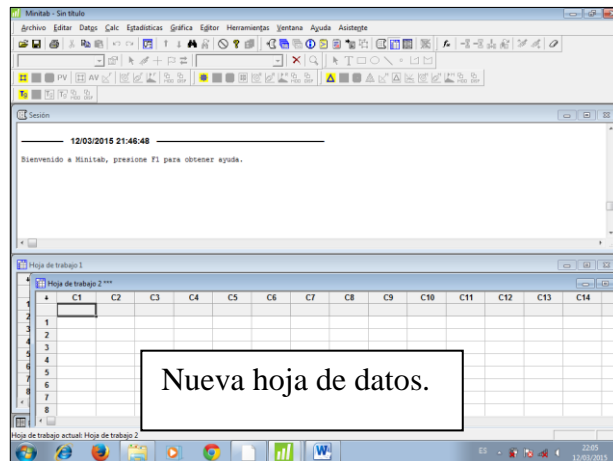 Minitab - Sin título
Archivo Editar Datos Calc Estadísticas Gráfica Editor Herramientas Ventana Ayuda Asistente
Sesión
12/03/2015 21:46:48
Bienvenido a Minitab, presione F1 para obtener ayuda.
Hoja de trabajo 1
Hoja de trabajo 2 ***
C1 C2 C3 C4 C5 C6 C7 C8 C9 C10 C11 C12 C13 C14
1
2
3
4
5
6
7
8
Nueva hoja de datos.
Hoja de trabajo actual: Hoja de trabajo 2
ES 22:05
12/03/2015